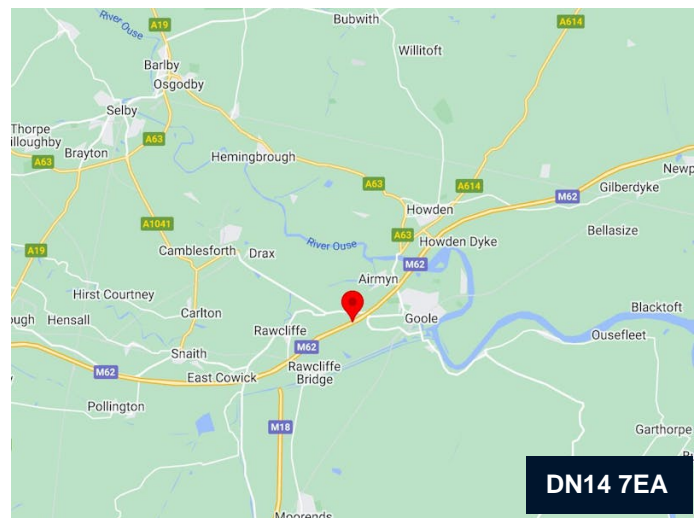 Bubwith
A19
River Ouse
A614
Willitoft
Barlby
Osgodby
Selby
Thorpe
illoughby
A63
A63
Brayton
Hemingbrough
A63
A614
Newp
Gilberdyke
M62
Howden
A1041
A63
Howden Dyke
Bellasize
River Ouse
A19
Camblesforth
Drax
M62
Airmyn
Hirst Courtney
Blacktoft
ough
Hensall
Carlton
Goole
Rawcliffe
Ousefleet
M62
Snaith
Rawcliffe
Bridge
M62
East Cowick
Pollington
M18
Garthorpe
DN14 7EA
Moorends